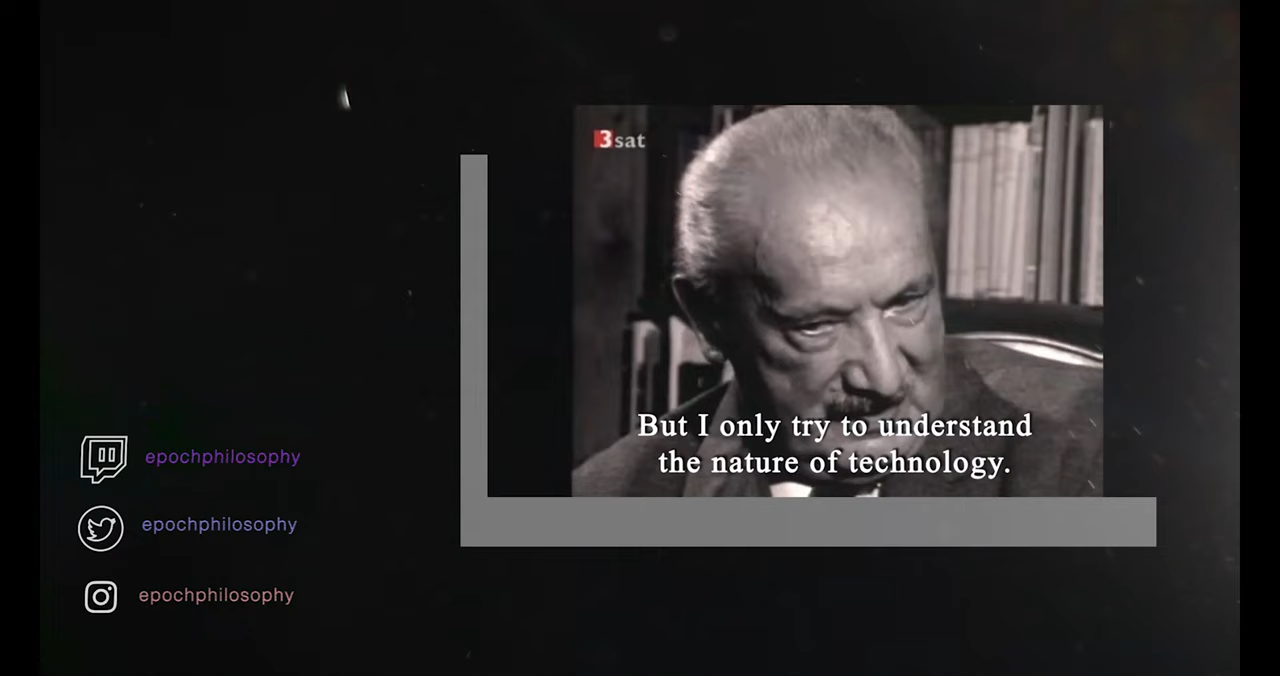 3sat
But I only try to understand
the nature of technology.
epochphilosophy
epochphilosophy
epochphilosophy